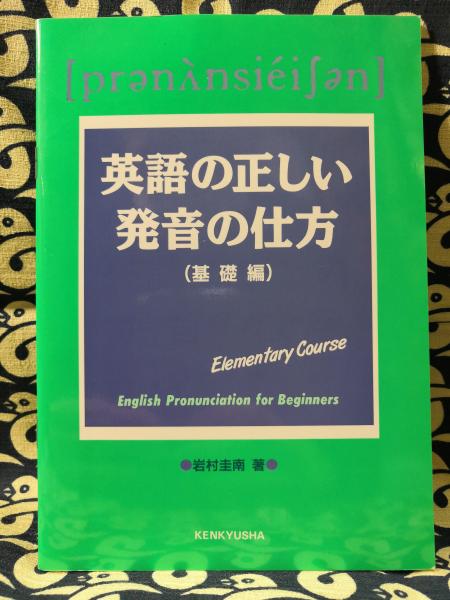 [prənʌ̀nsiéiʃən]
英語の正しい
発音の仕方
(基礎編)
Elementary Course
English Pronunciation for Beginners
●岩村圭南 著●
KENKYUSHA